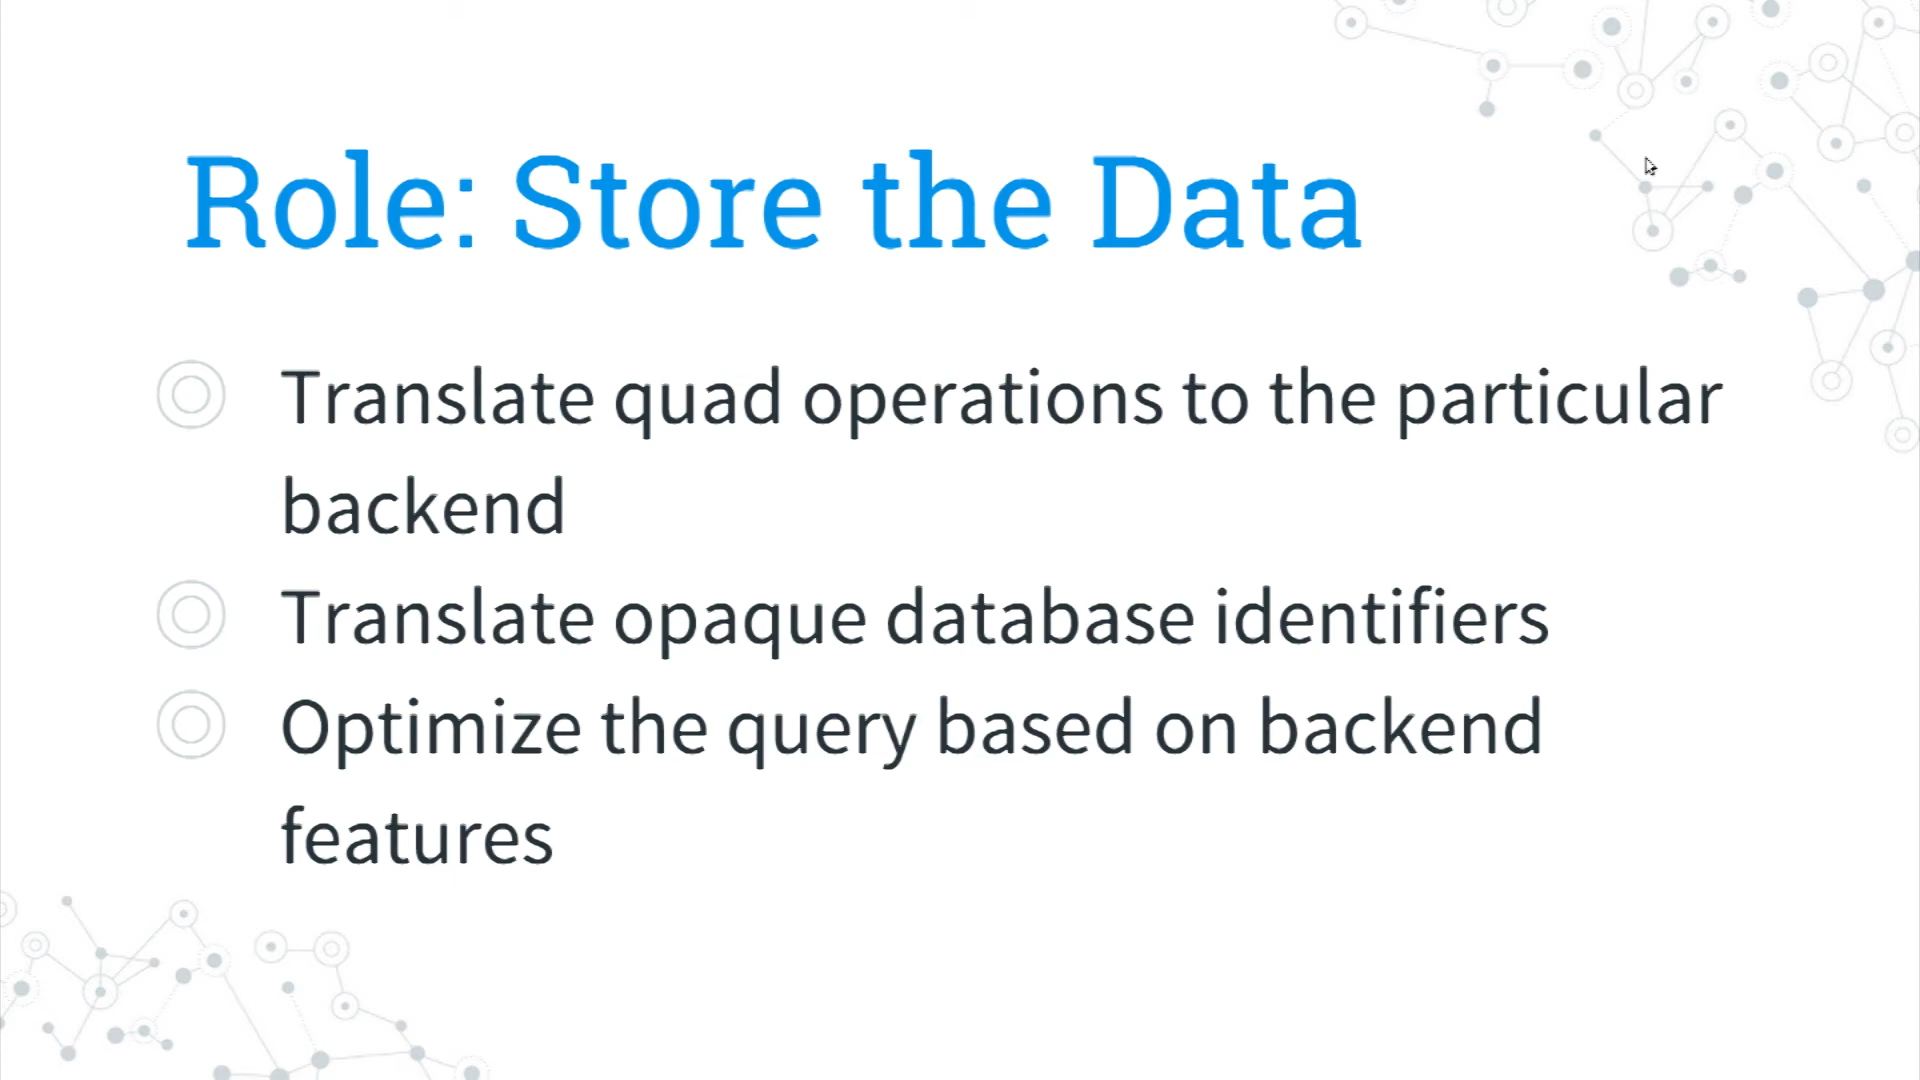 Role: Store the Data
Translate quad operations to the particular
backend
Translate opaque database identifiers
Optimize the query based on backend
features